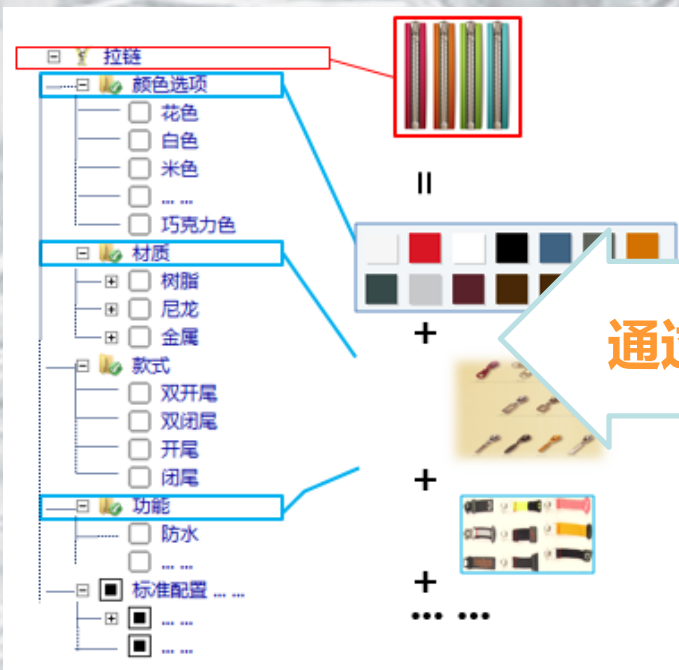 拉链
颜色选项
花色
白色
米色
... ...
巧克力色
材质
树脂
尼龙
金属
款式
双开尾
双闭尾
开尾
闭尾
功能
防水
... ...
标准配置 ... ...
... ...
... ...
=
+
+
+
... ...
通